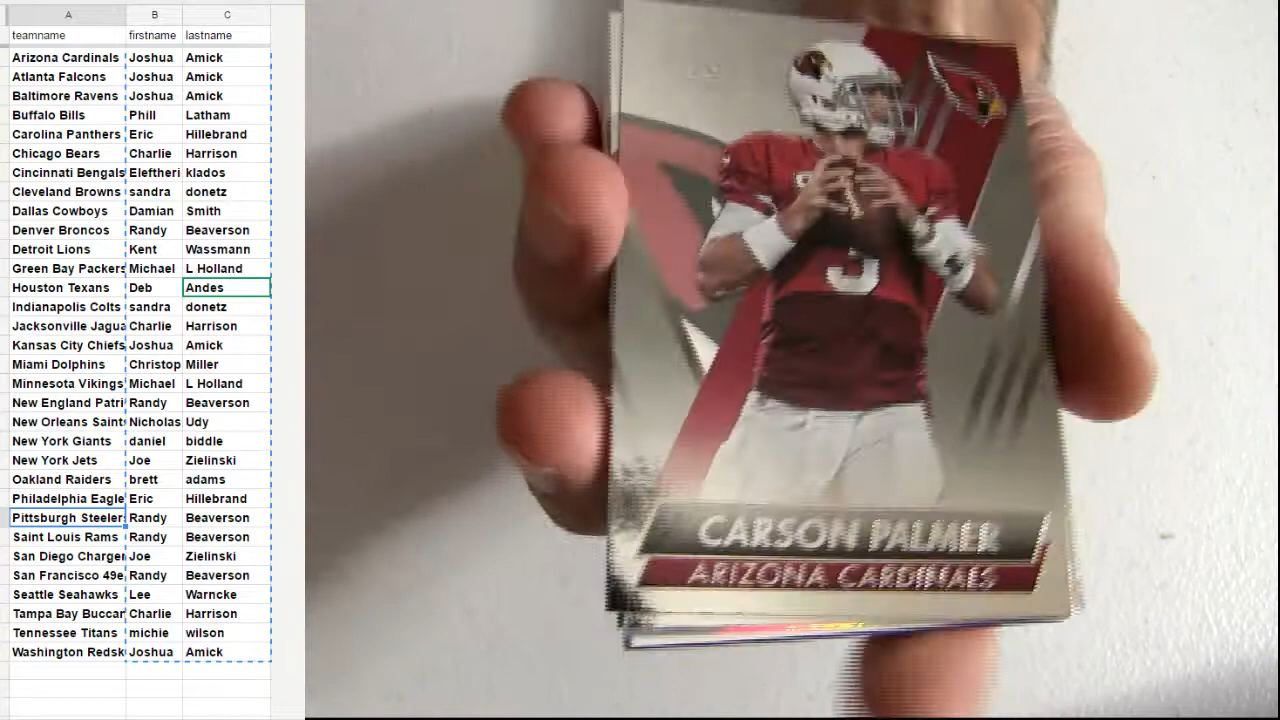 A B C
teamname firstname lastname
Arizona Cardinals Joshua Amick
Atlanta Falcons Joshua Amick
Baltimore Ravens Joshua Amick
Buffalo Bills Phill Latham
Carolina Panthers Eric Hillebrand
Chicago Bears Charlie Harrison
Cincinnati Bengals Eleftheri klados
Cleveland Browns sandra donetz
Dallas Cowboys Damian Smith
Denver Broncos Randy Beaverson
Detroit Lions Kent Wassmann
Green Bay Packers Michael L Holland
Houston Texans Deb Andes
Indianapolis Colts sandra donetz
Jacksonville Jagua Charlie Harrison
Kansas City Chiefs Joshua Amick
Miami Dolphins Christop Miller
Minnesota Vikings Michael L Holland
New England Patri Randy Beaverson
New Orleans Saints Nicholas Udy
New York Giants daniel biddle
New York Jets Joe Zielinski
Oakland Raiders brett adams
Philadelphia Eagle Eric Hillebrand
Pittsburgh Steelers Randy Beaverson
Saint Louis Rams Randy Beaverson
San Diego Charger Joe Zielinski
San Francisco 49e Randy Beaverson
Seattle Seahawks Lee Warncke
Tampa Bay Buccar Charlie Harrison
Tennessee Titans michie wilson
Washington Redsk Joshua Amick
3
CARSON PALMER
ARIZONA CARDINALS